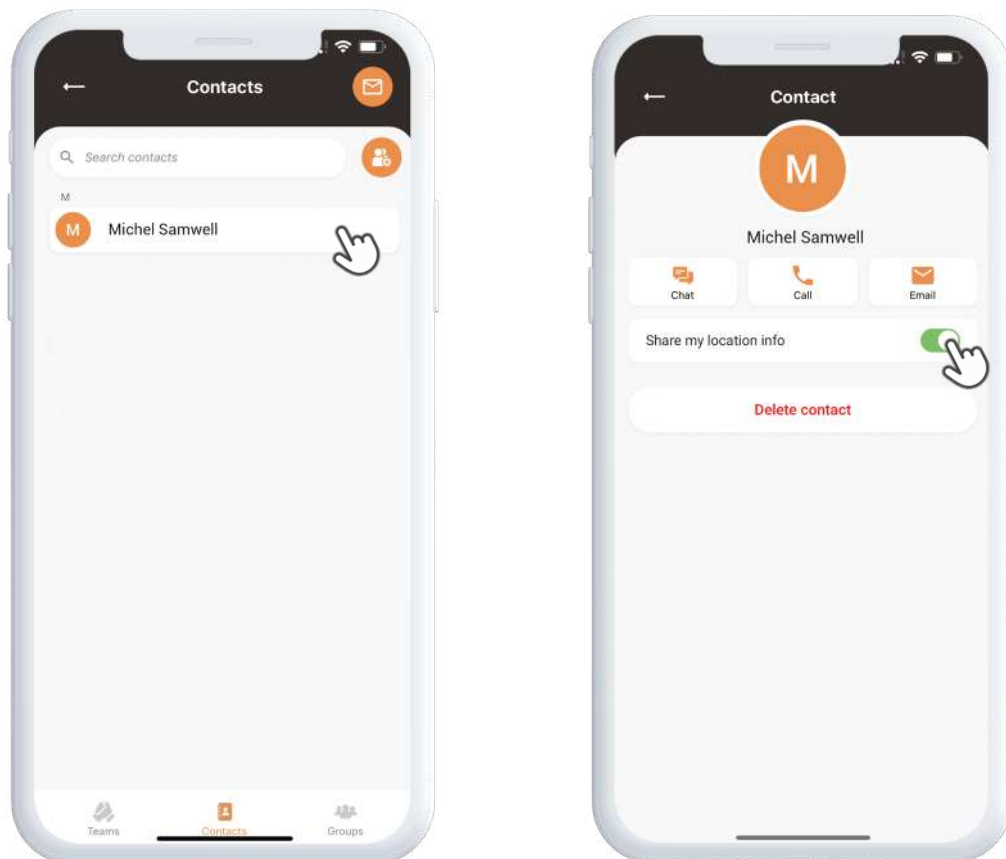 Contacts
Search contacts
M
M
Michel Samwell
Teams
Contacts
Groups
Contact
M
Michel Samwell
Chat
Call
Email
Share my location info
Delete contact